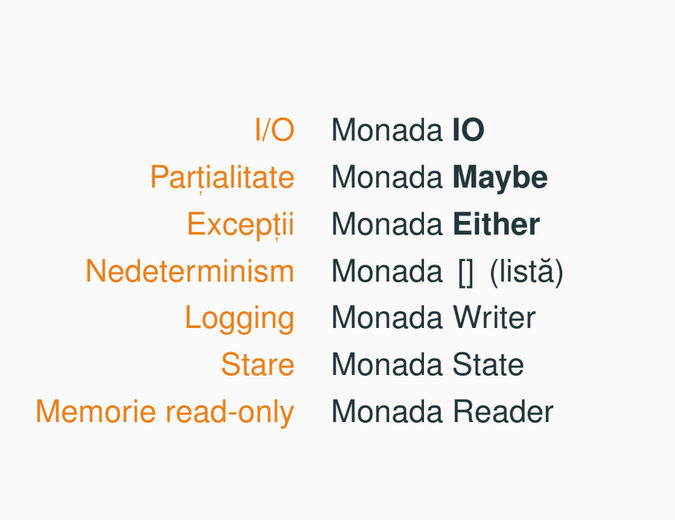 I/O Monada IO
Parțialitate Monada Maybe
Excepții Monada Either
Nedeterminism Monada [] (listă)
Logging Monada Writer
Stare Monada State
Memorie read-only Monada Reader